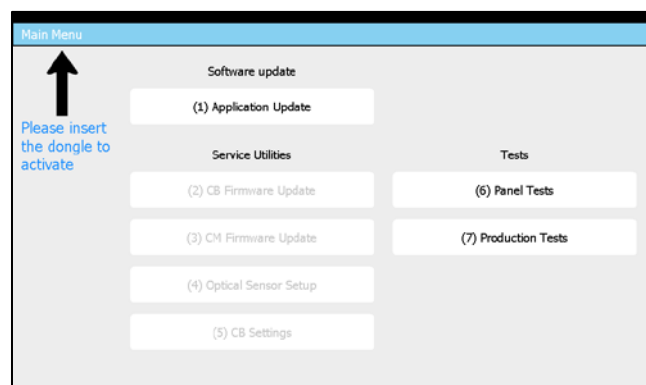 Main Menu
Please insert
the dongle to
activate
Software update
(1) Application Update
Service Utilities
(2) CB Firmware Update
(3) CM Firmware Update
(4) Optical Sensor Setup
(5) CB Settings
Tests
(6) Panel Tests
(7) Production Tests